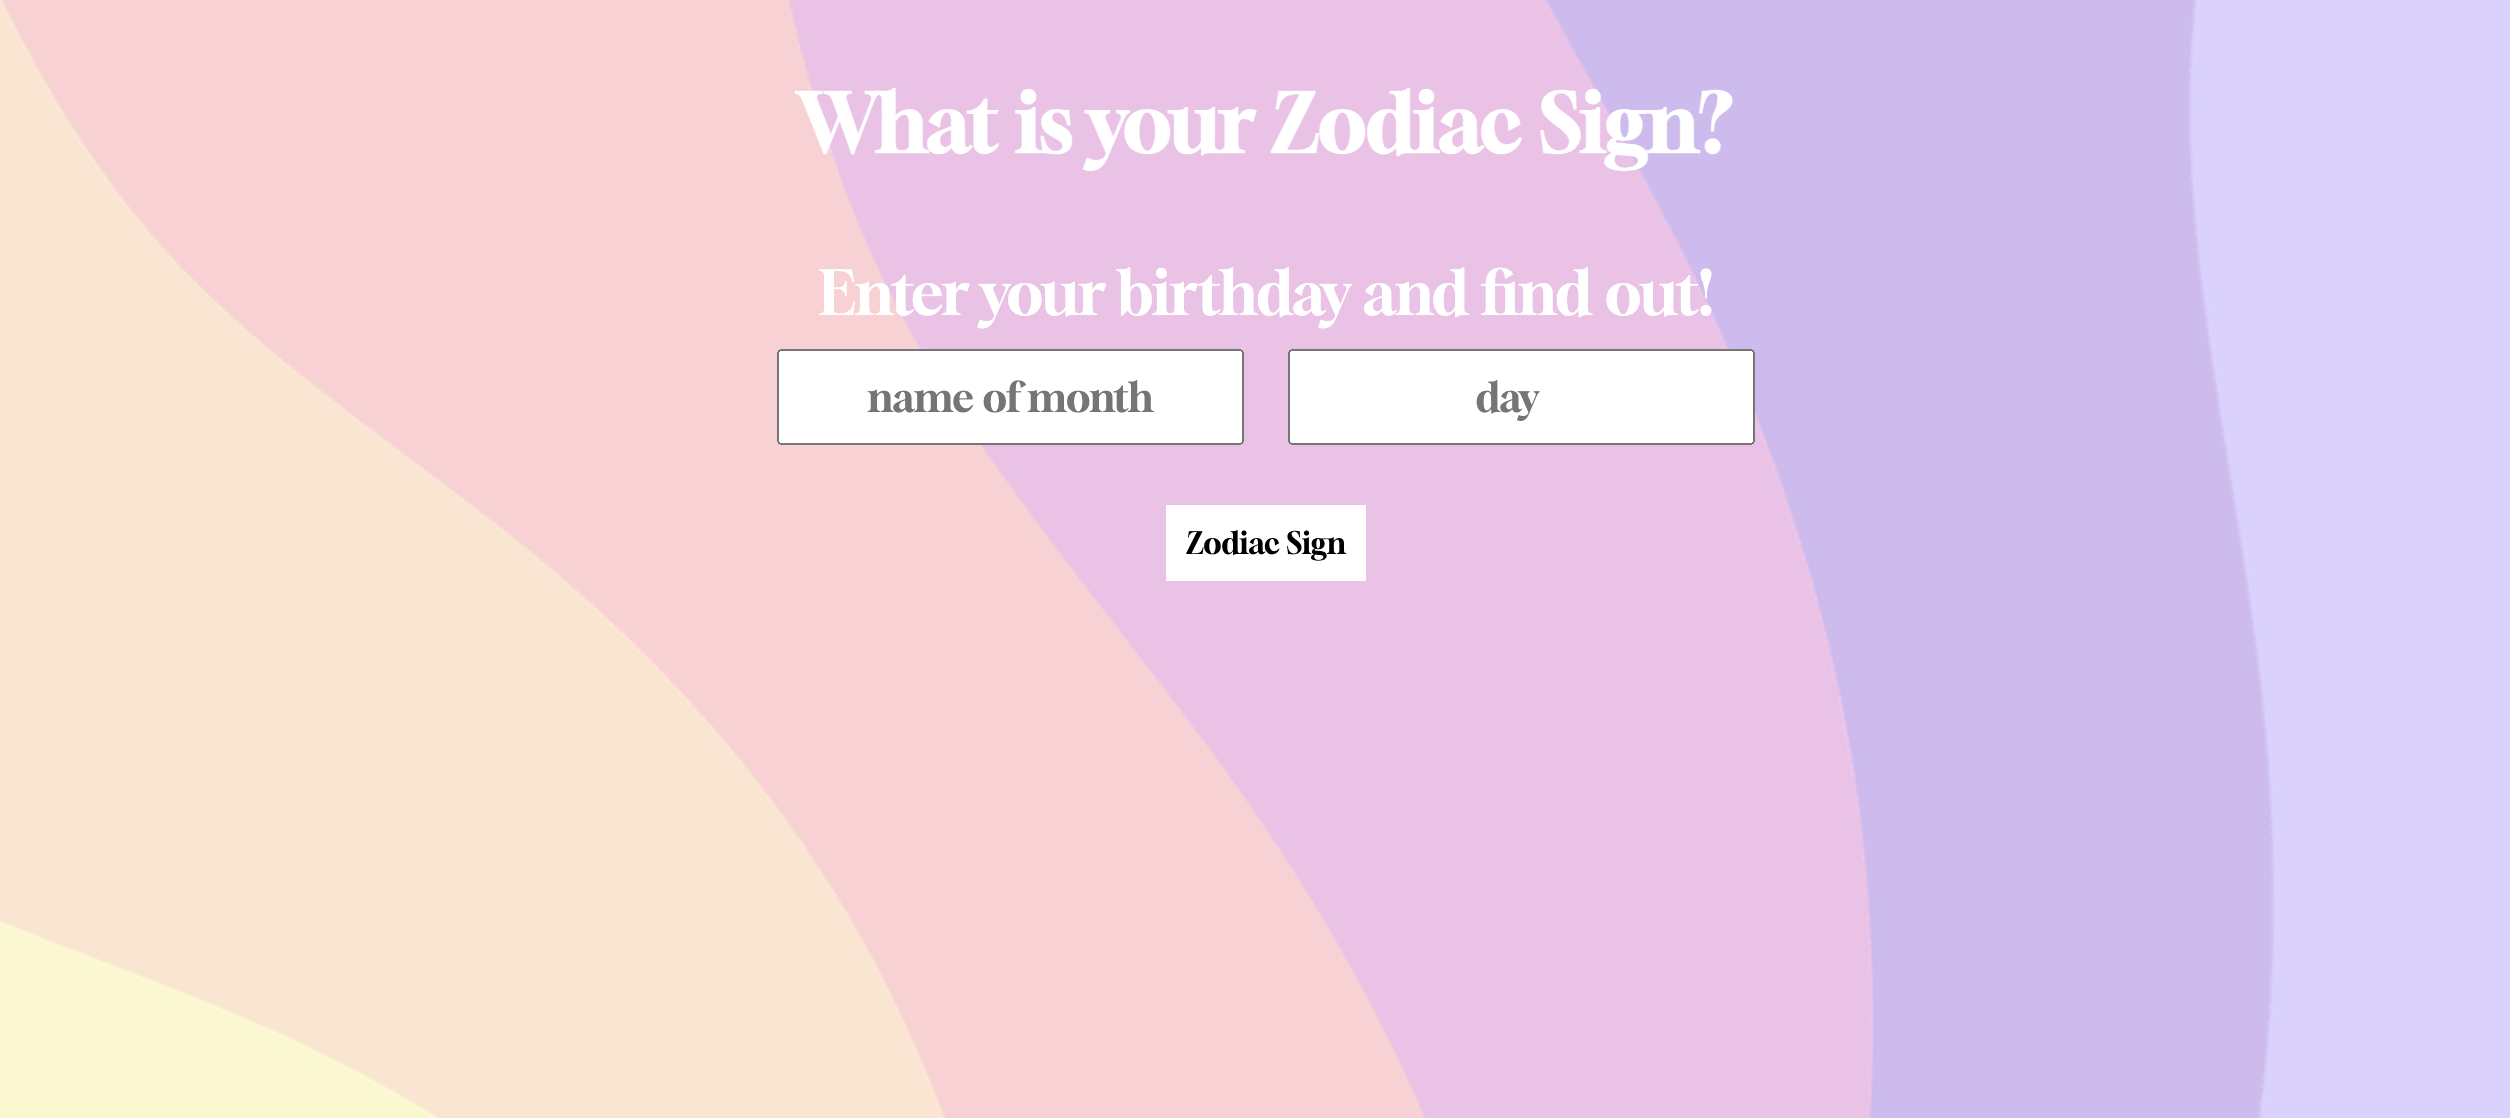 What is your Zodiac Sign?
Enter your birthday and find out!
name of month
day
Zodiac Sign